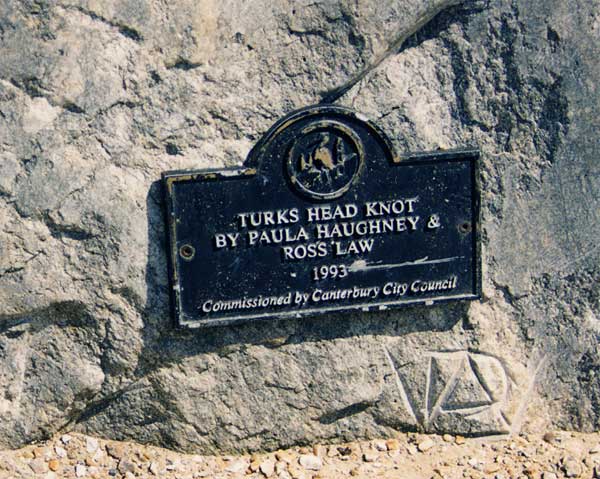 TURKS HEAD KNOT
BY PAULA HAUGHNEY &
ROSS LAW
1993
Commissioned by Canterbury City Council